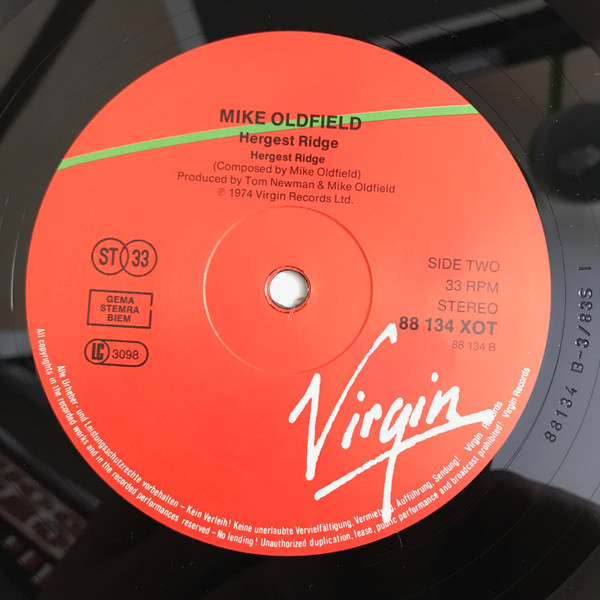 MIKE OLDFIELD
Hergest Ridge
Hergest Ridge
(Composed by Mike Oldfield)
Produced by Tom Newman & Mike Oldfield
℗ 1974 Virgin Records Ltd.
ST 33
GEMA
STEMRA
BIEM
LC 3098
SIDE TWO
33 RPM
STEREO
88 134 XOT
88 134 B
Virgin
Alle Urheber- und Leistungsschutzrechte vorbehalten – Kein Verleih! Keine unerlaubte Vervielfältigung, Vermietung, Aufführung, Sendung! Virgin Records
All copyrights in the recorded works and in the recorded performances reserved – No lending! Unauthorized duplication, lease, public performance and broadcast prohibited! Virgin Records
88134 B-3/83S 1